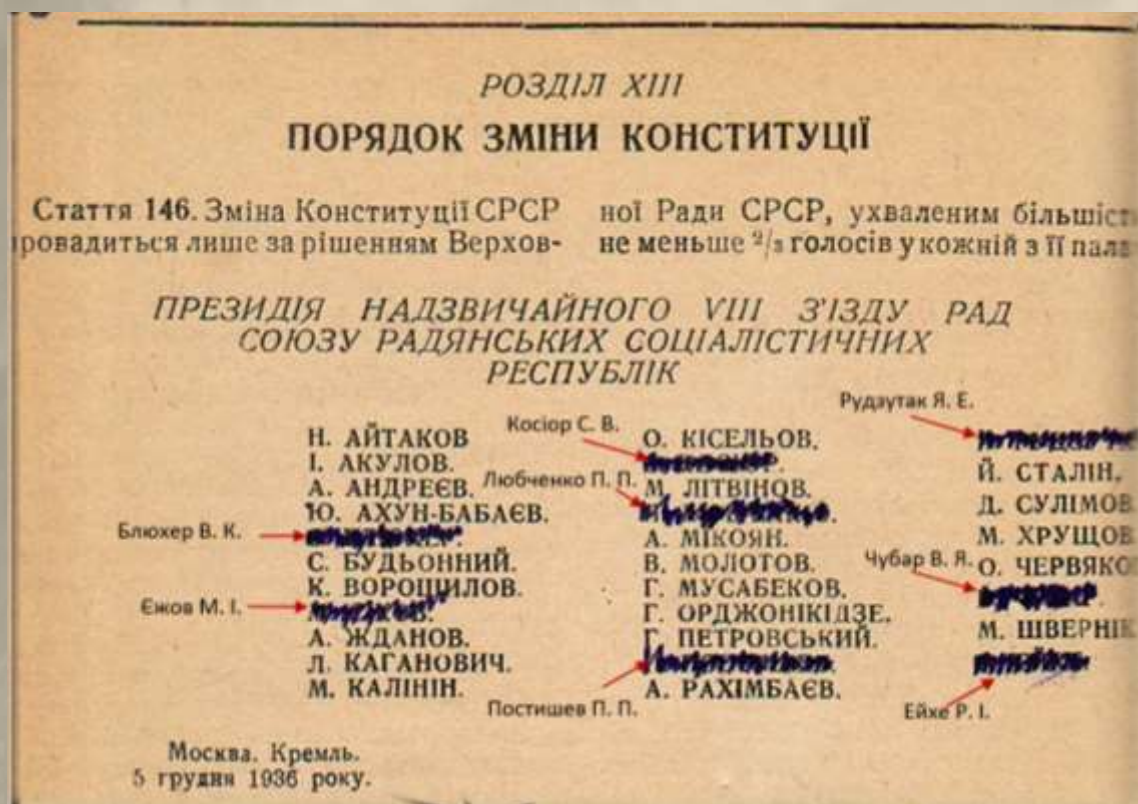 РОЗДІЛ XIII
ПОРЯДОК ЗМІНИ КОНСТИТУЦІЇ
Стаття 146. Зміна Конституції СРСР
провадиться лише за рішенням Верхов-
ної Ради СРСР, ухваленим більшіст
не меньше 2/3 голосів у кожній з її пала
ПРЕЗИДІЯ НАДЗВИЧАЙНОГО VIII З'ЇЗДУ РАД
СОЮЗУ РАДЯНСЬКИХ СОЦІАЛІСТИЧНИХ
РЕСПУБЛІК
Н. АЙТАКОВ
І. АКУЛОВ.
А. АНДРЕЄВ.
Ю. АХУН-БАБАЄВ.
Блюхер В. К.
С. БУДЬОННИЙ.
К. ВОРОШИЛОВ.
Єжов М. І.
А. ЖДАНОВ.
Л. КАГАНОВИЧ.
М. КАЛІНІН.
Косіор С. В.
О. КІСЕЛЬОВ.
М. ЛІТВІНОВ.
Любченко П. П.
А. МІКОЯН.
В. МОЛОТОВ.
Г. МУСАБЕКОВ.
Г. ОРДЖОНІКІДЗЕ.
Г. ПЕТРОВСЬКИЙ.
Постишев П. П.
А. РАХІМБАЄВ.
Рудзутак Я. Е.
Й. СТАЛІН.
Д. СУЛІМОВ
М. ХРУЩОВ
О. ЧЕРВЯКО
Чубар В. Я.
М. ШВЕРНІК
Ейхе Р. І.
Москва. Кремль.
5 грудня 1936 року.